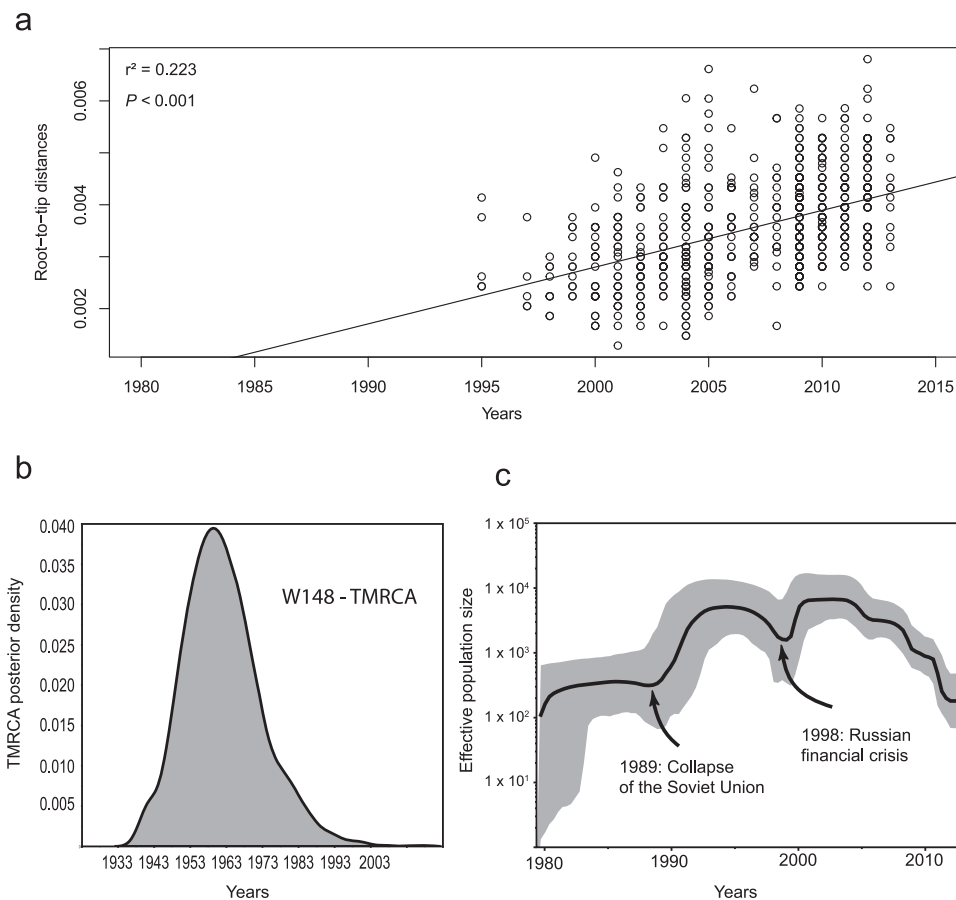 a
r² = 0.223
P < 0.001
Root−to−tip distances
0.006
0.004
0.002
1980 1985 1990 1995 2000 2005 2010 2015
Years
b
W148 - TMRCA
TMRCA posterior density
0.040
0.035
0.030
0.025
0.020
0.015
0.010
0.005
1933 1943 1953 1963 1973 1983 1993 2003
Years
c
Effective population size
1 x 10⁵
1 x 10⁴
1 x 10³
1 x 10²
1 x 10¹
1989: Collapse
of the Soviet Union
1998: Russian
financial crisis
1980 1990 2000 2010
Years